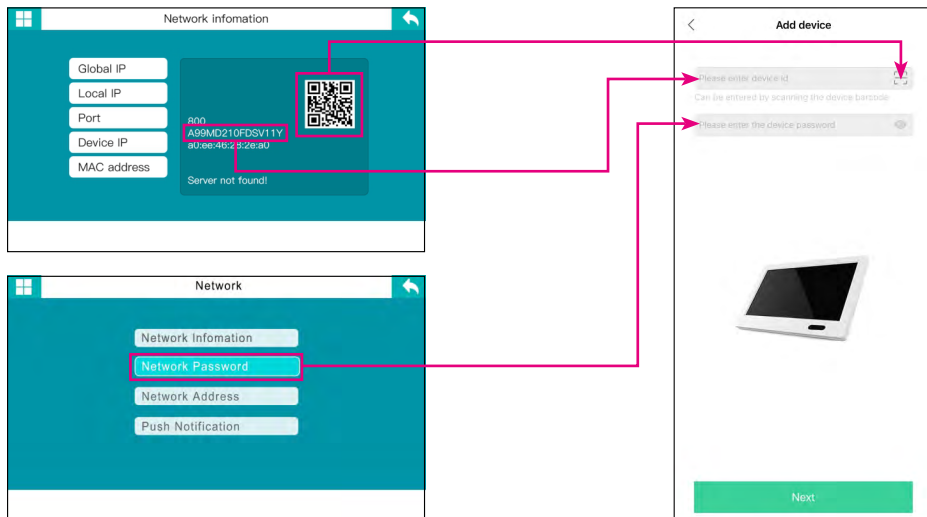 Network infomation
Global IP
Local IP
Port
Device IP
MAC address
800
A99MD210FDSV11Y
a0:ee:46:28:2e:a0
Server not found!
Network
Network Infomation
Network Password
Network Address
Push Notification
Add device
Please enter device id
Can be entered by scanning the device barcode
Please enter the device password
Next